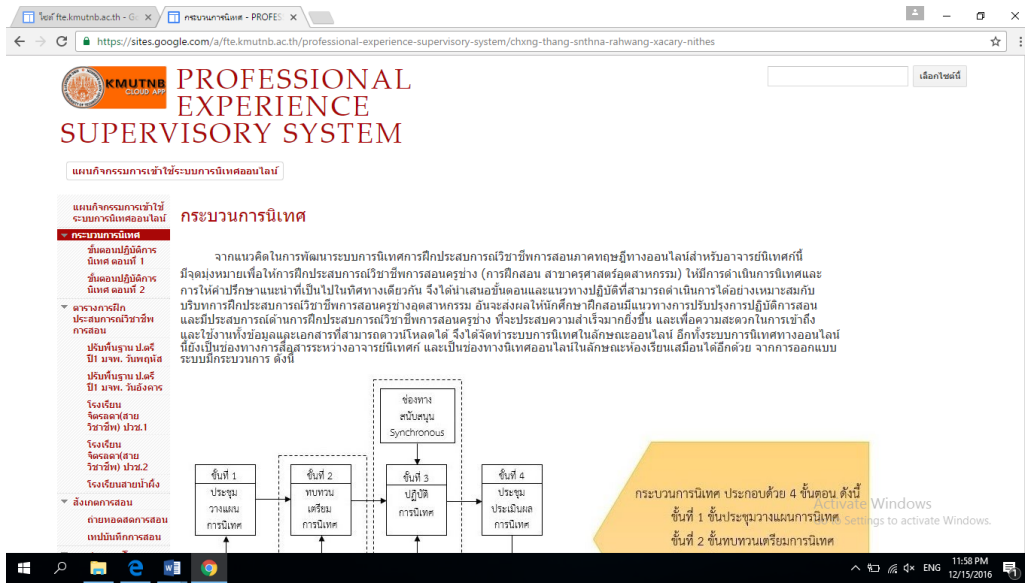 ไซต์ fte.kmutnb.ac.th - Go
กระบวนการนิเทศ - PROFES
https://sites.google.com/a/fte.kmutnb.ac.th/professional-experience-supervisory-system/chxng-thang-snthna-rahwang-xacary-nithes
KMUTNB
CLOUD APP
PROFESSIONAL
EXPERIENCE
SUPERVISORY SYSTEM
เลือกไซต์นี้
แผนกิจกรรมการเข้าใช้ระบบการนิเทศออนไลน์
แผนกิจกรรมการเข้าใช้
ระบบการนิเทศออนไลน์
กระบวนการนิเทศ
ขั้นตอนปฏิบัติการ
นิเทศ ตอนที่ 1
ขั้นตอนปฏิบัติการ
นิเทศ ตอนที่ 2
ตารางการฝึก
ประสบการณ์วิชาชีพ
การสอน
ปรับพื้นฐาน ป.ตรี
ปี1 มจพ. วันพฤหัส
ปรับพื้นฐาน ป.ตรี
ปี1 มจพ. วันอังคาร
โรงเรียน
จิตรลดา(สาย
วิชาชีพ) ปวช.1
โรงเรียน
จิตรลดา(สาย
วิชาชีพ) ปวช.2
โรงเรียนสายน้ำผึ้ง
สังเกตการสอน
ถ่ายทอดสดการสอน
เทปบันทึกการสอน
กระบวนการนิเทศ
จากแนวคิดในการพัฒนาระบบการนิเทศการฝึกประสบการณ์วิชาชีพการสอนภาคทฤษฎีทางออนไลน์สำหรับอาจารย์นิเทศก์นี้
มีจุดมุ่งหมายเพื่อให้การฝึกประสบการณ์วิชาชีพการสอนครูช่าง (การฝึกสอน สาขาครุศาสตร์อุตสาหกรรม) ให้มีการดำเนินการนิเทศและ
การให้คำปรึกษาแนะนำที่เป็นไปในทิศทางเดียวกัน จึงได้นำเสนอขั้นตอนและแนวทางปฏิบัติที่สามารถดำเนินการได้อย่างเหมาะสมกับ
บริบทการฝึกประสบการณ์วิชาชีพการสอนครูช่างอุตสาหกรรม อันจะส่งผลให้นักศึกษาฝึกสอนมีแนวทางการปรับปรุงการปฏิบัติการสอน
และมีประสบการณ์ด้านการฝึกประสบการณ์วิชาชีพการสอนครูช่าง ที่จะประสบความสำเร็จมากยิ่งขึ้น และเพื่อความสะดวกในการเข้าถึง
และใช้งานทั้งข้อมูลและเอกสารที่สามารถดาวน์โหลดได้ จึงได้จัดทำระบบการนิเทศในลักษณะออนไลน์ อีกทั้งระบบการนิเทศทางออนไลน์
นี้ยังเป็นช่องทางการสื่อสารระหว่างอาจารย์นิเทศก์ และเป็นช่องทางนิเทศออนไลน์ในลักษณะห้องเรียนเสมือนได้อีกด้วย จากการออกแบบ
ระบบมีกระบวนการ ดังนี้
ช่องทาง
สนับสนุน
Synchronous
ขั้นที่ 1
ประชุม
วางแผน
การนิเทศ
ขั้นที่ 2
ทบทวน
เตรียม
การนิเทศ
ขั้นที่ 3
ปฏิบัติ
การนิเทศ
ขั้นที่ 4
ประชุม
ประเมินผล
การนิเทศ
กระบวนการนิเทศ ประกอบด้วย 4 ขั้นตอน ดังนี้
ขั้นที่ 1 ขั้นประชุมวางแผนการนิเทศ
ขั้นที่ 2 ขั้นทบทวนเตรียมการนิเทศ
Activate Windows
Go to Settings to activate Windows.
ENG
11:58 PM
12/15/2016